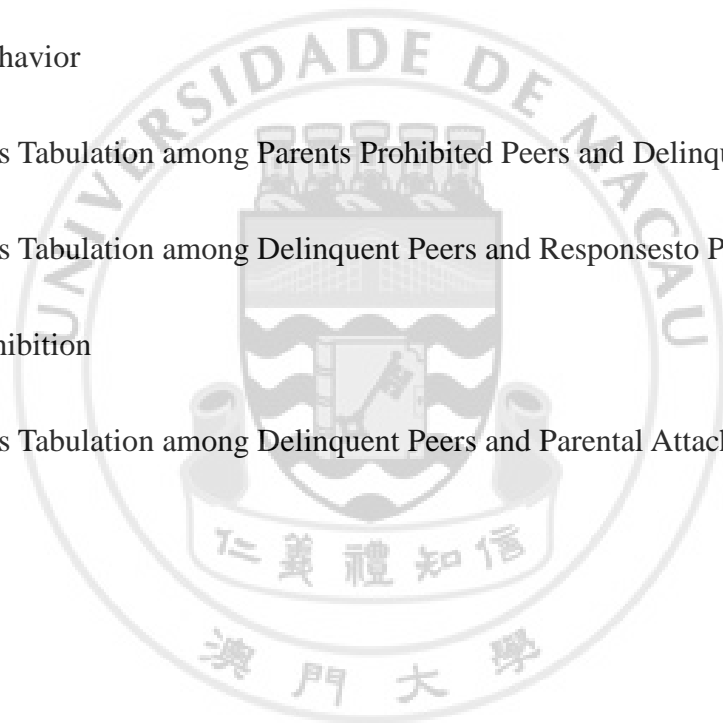 havior
s Tabulation among Parents Prohibited Peers and Delinqu
s Tabulation among Delinquent Peers and Responsesto P
hibition
s Tabulation among Delinquent Peers and Parental Attac
UNIVERSIDADE DE MACAU
仁義禮知信
澳門大學